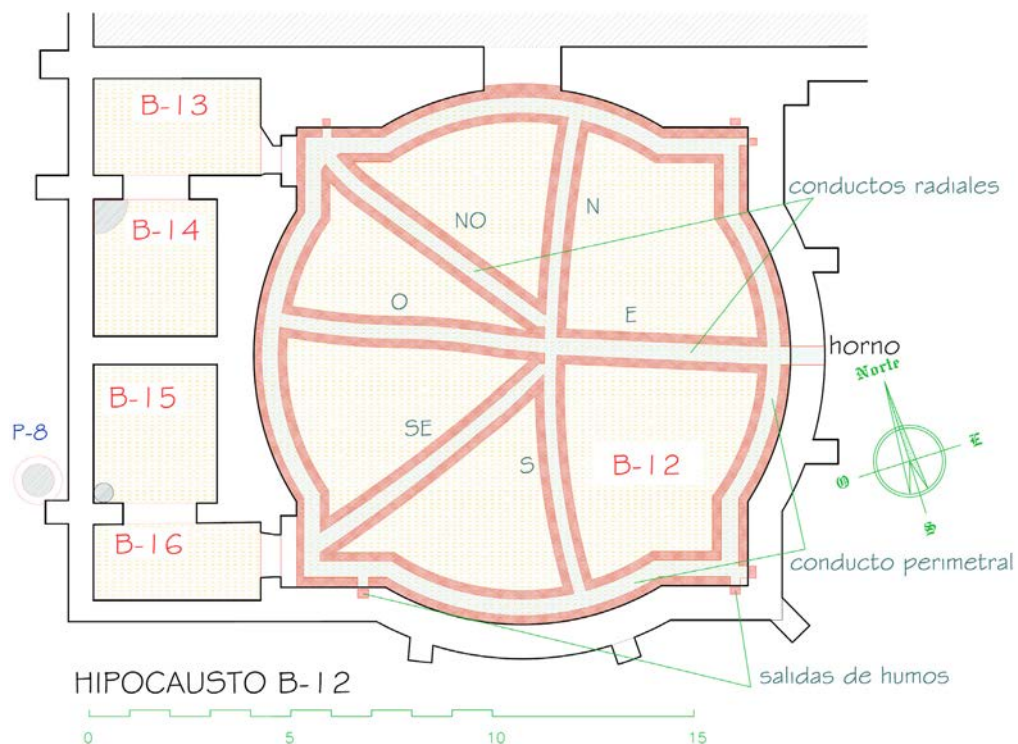 B-13
conductos radiales
NO
N
B-14
O
E
horno
Norte
B-15
E
P-8
SE
S
B-12
O
S
B-16
conducto perimetral
HIPOCAUSTO B-12
salidas de humos
0
5
10
15